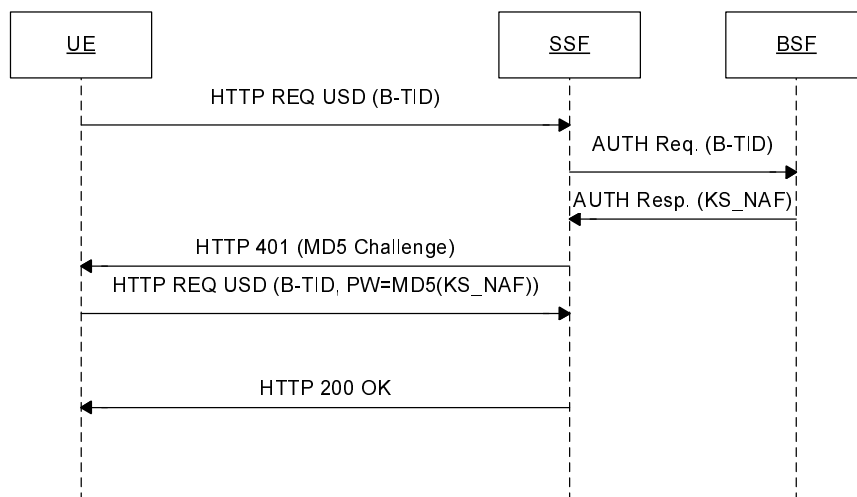 UE
SSF
BSF
HTTP REQ USD (B-TID)
AUTH Req. (B-TID)
AUTH Resp. (KS_NAF)
HTTP 401 (MD5 Challenge)
HTTP REQ USD (B-TID, PW=MD5(KS_NAF))
HTTP 200 OK